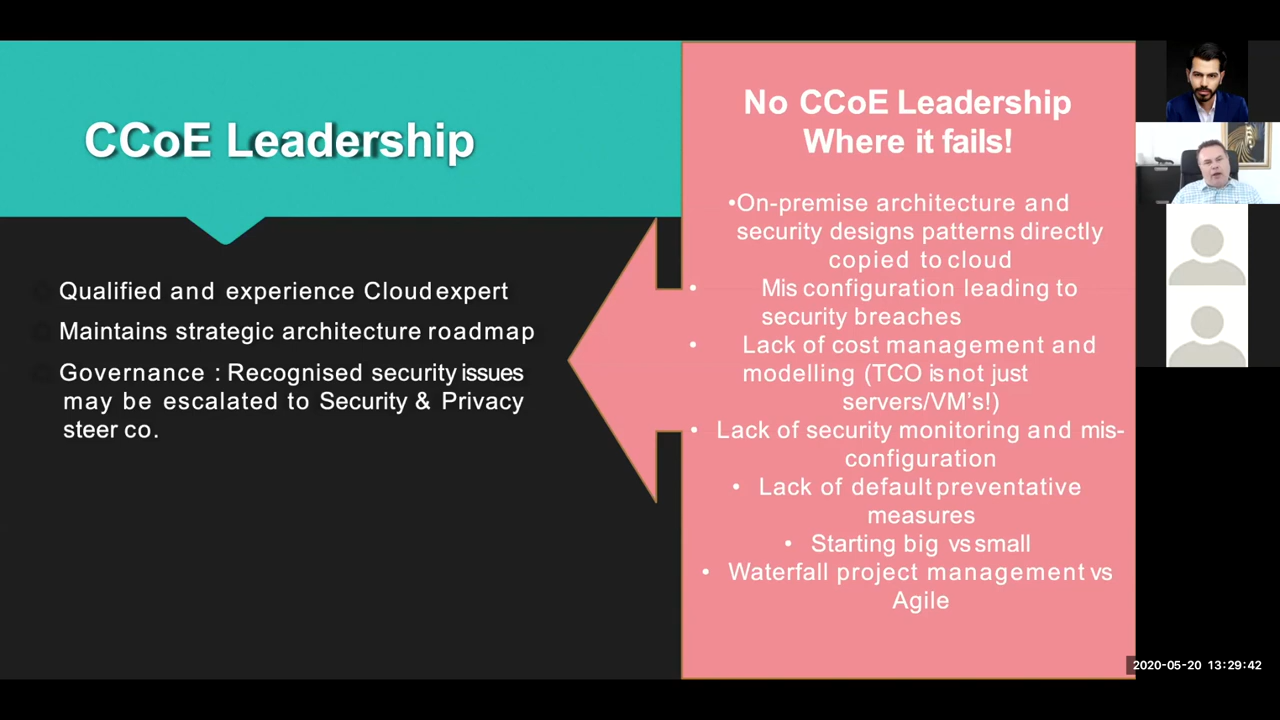 CCoE Leadership
Qualified and experience Cloud expert
Maintains strategic architecture roadmap
Governance : Recognised security issues
may be escalated to Security & Privacy
steer co.
No CCoE Leadership
Where it fails!
•On-premise architecture and
security designs patterns directly
copied to cloud
• Mis configuration leading to
security breaches
• Lack of cost management and
modelling (TCO is not just
servers/VM's!)
• Lack of security monitoring and mis-
configuration
• Lack of default preventative
measures
• Starting big vs small
• Waterfall project management vs
Agile
2020-05-20 13:29:42